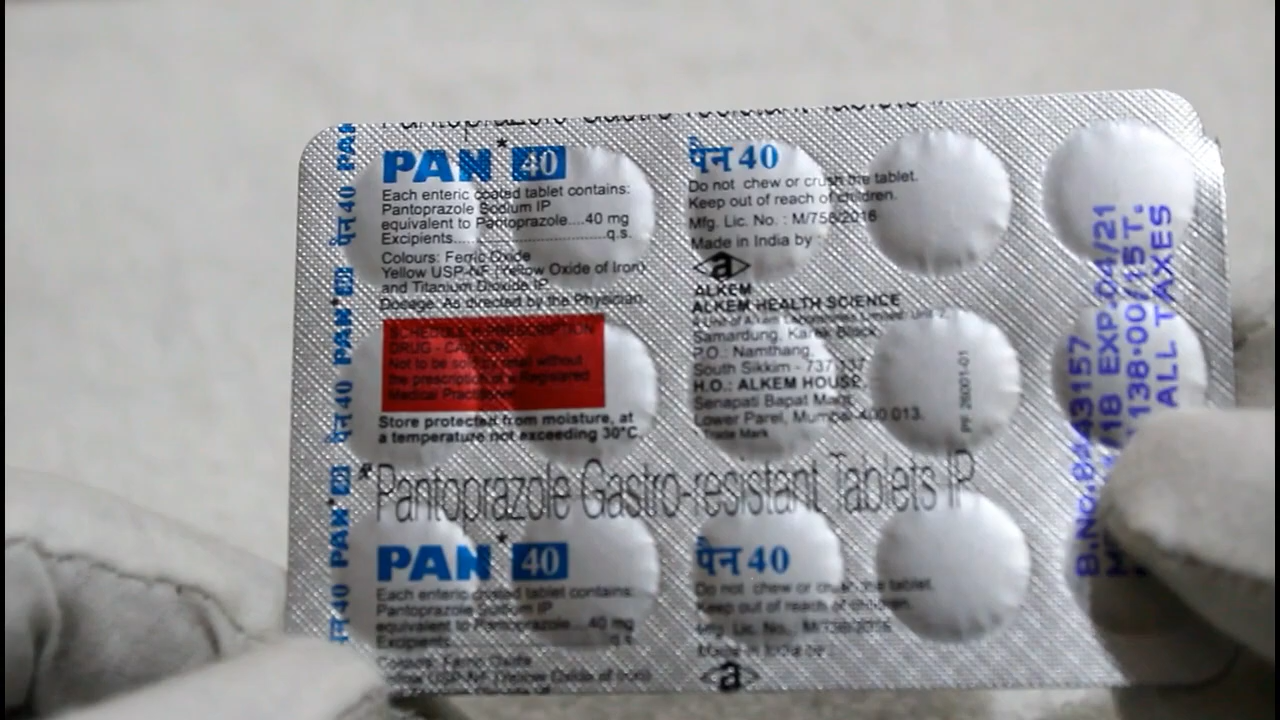 PAN* 40
Each enteric coated tablet contains:
Pantoprazole Sodium IP
equivalent to Pantoprazole....40 mg
Excipients...............................q.s.
Colours: Ferric Oxide
Yellow USP-NF (Yellow Oxide of Iron)
and Titanium Dioxide IP
Dosage: As directed by the Physician.
SCHEDULE H PRESCRIPTION
DRUG - CAUTION
Not to be sold by retail without
the prescription of a Registered
Medical Practitioner
Store protected from moisture, at
a temperature not exceeding 30°C
पैन 40
Do not chew or crush the tablet.
Keep out of reach of children.
Mfg. Lic. No. : M/756/2016
Made in India by :
a
ALKEM
ALKEM HEALTH SCIENCE
Samardung, Karek Block,
P.O.: Namthang,
South Sikkim - 737 137
H.O.: ALKEM HOUSE,
Senapati Bapat Marg,
Lower Parel, Mumbai-400 013.
*Trade Mark
*Pantoprazole Gastro-resistant Tablets IP
PAN* 40
Each enteric coated tablet contains:
Pantoprazole Sodium IP
equivalent to Pantoprazole....40 mg
Excipients q.s.
Colours: Ferric Oxide
Yellow USP-NF (Yellow Oxide of Iron)
पैन 40
Do not chew or crush the tablet.
Keep out of reach of children.
Mfg. Lic. No. : M/756/2016
Made in India by :
a
पैन 40 PAN* 40 पैन 40 PAN* 40
EXP.04/21
138.00/15T.
ALL TAXES